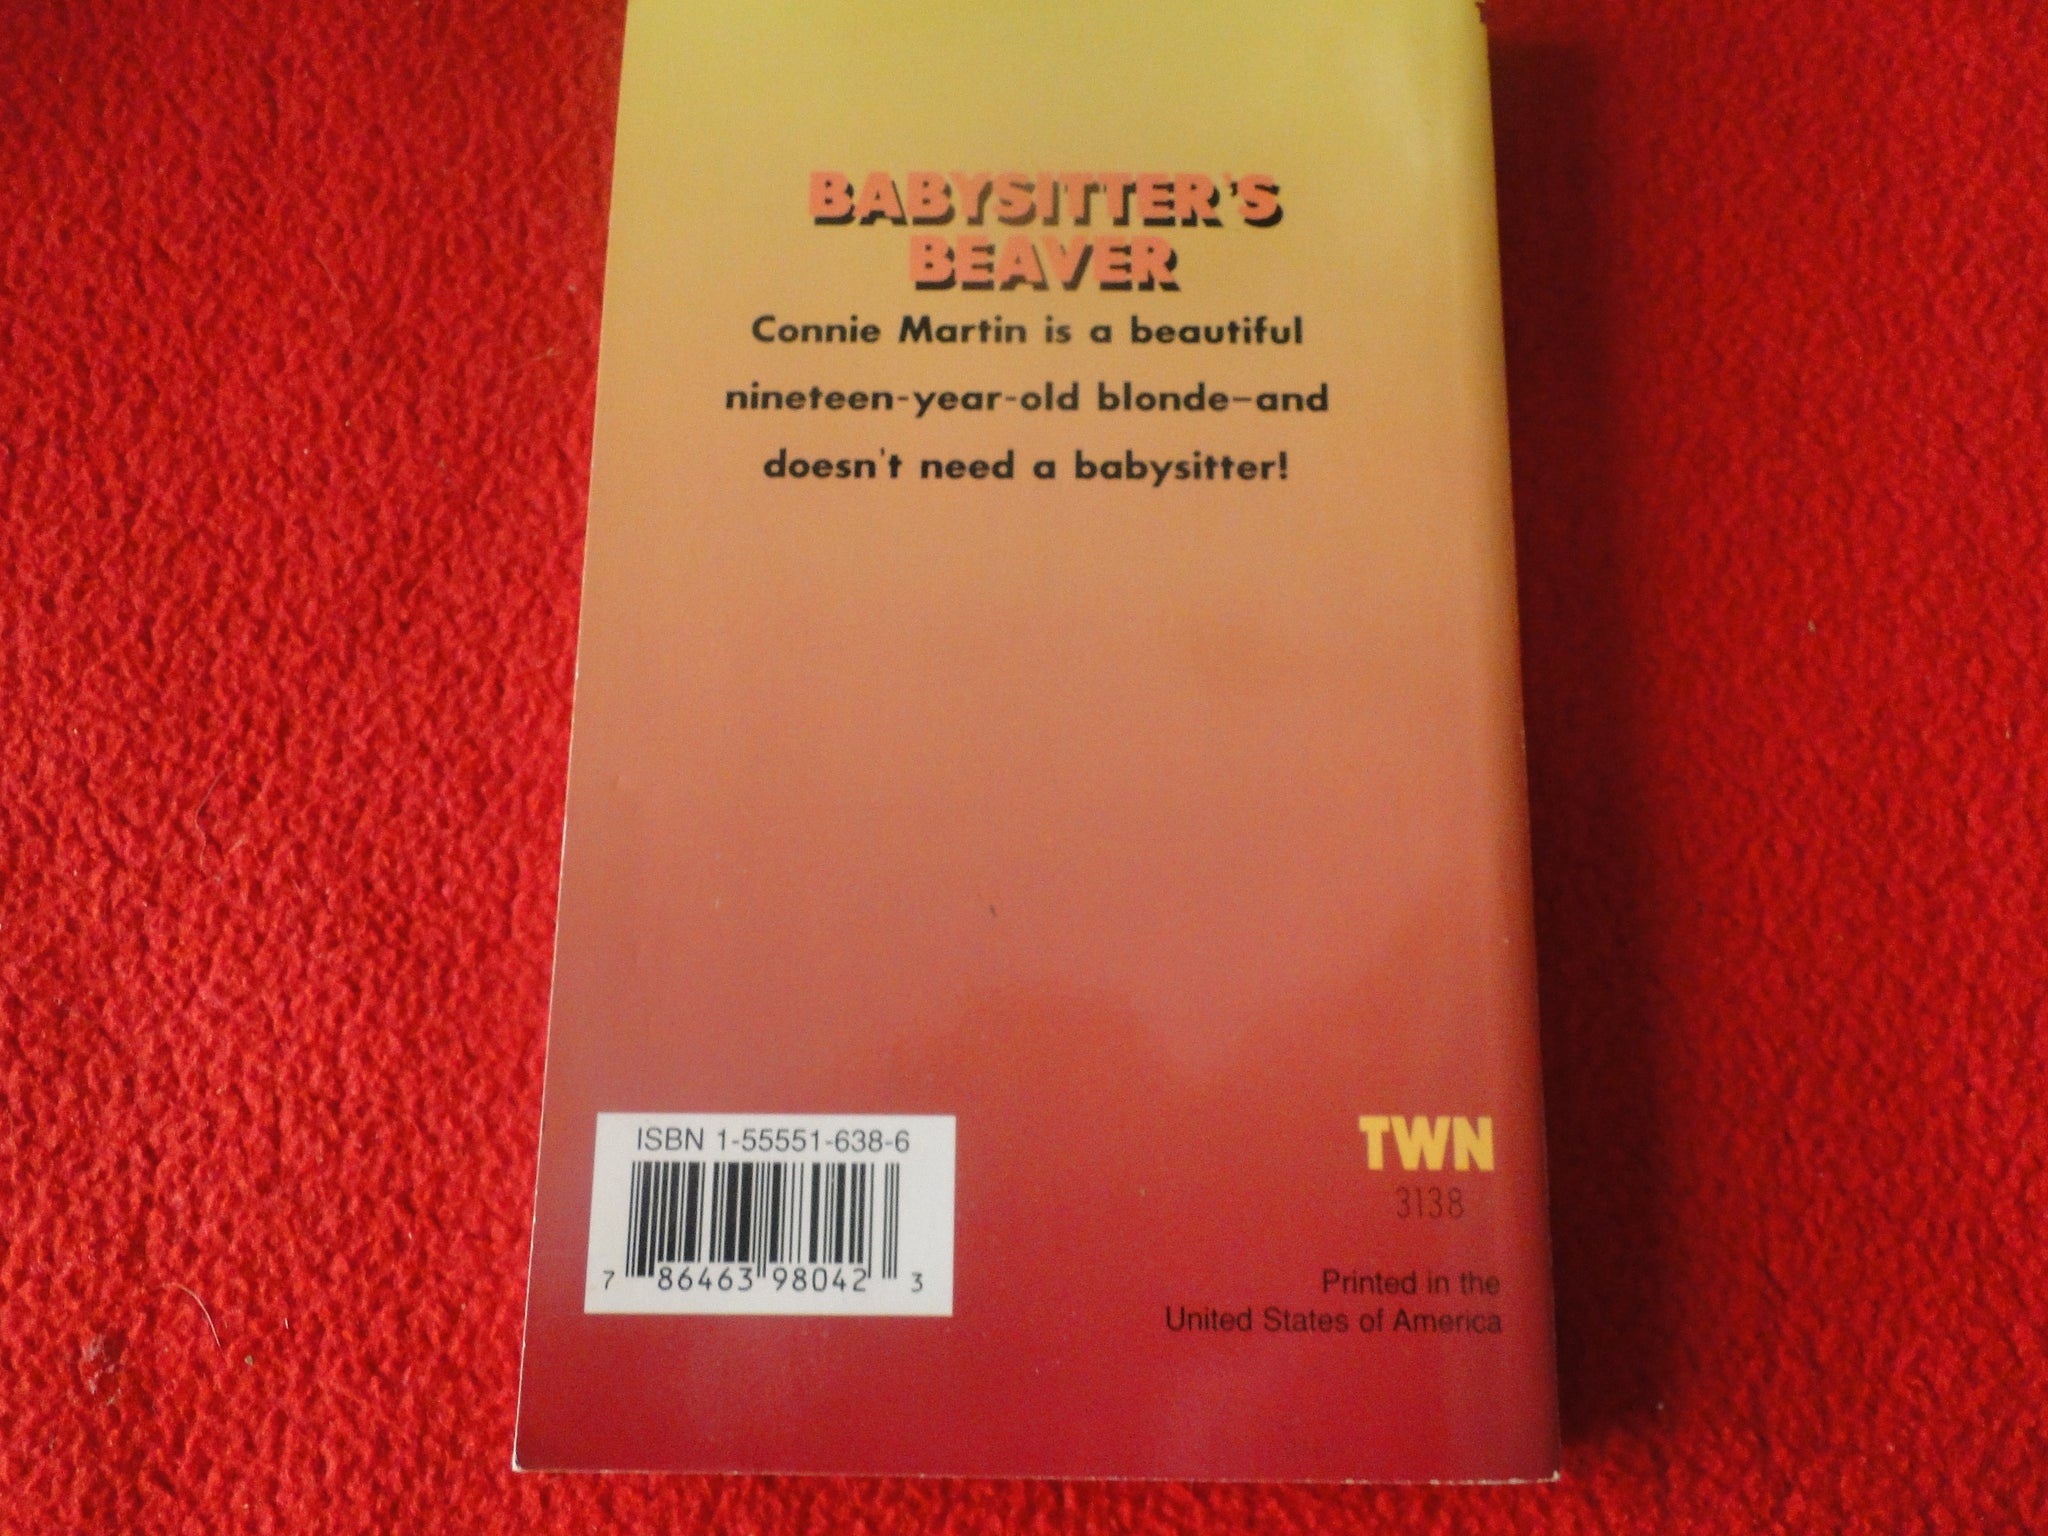 BABYSITTER'S
BEAVER
Connie Martin is a beautiful
nineteen-year-old blonde–and
doesn't need a babysitter!
ISBN 1-55551-638-6
7 86463 98042 3
TWN
3138
Printed in the
United States of America